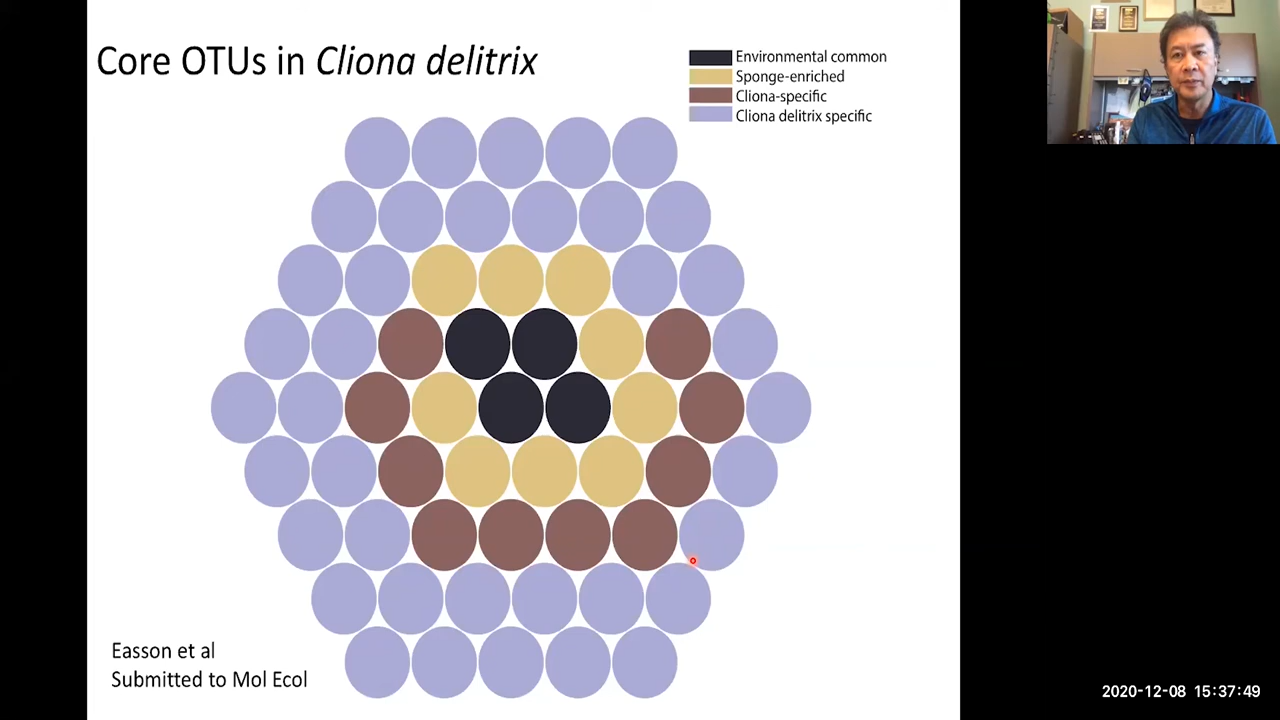 Core OTUs in Cliona delitrix
Environmental common
Sponge-enriched
Cliona-specific
Cliona delitrix specific
Easson et al
Submitted to Mol Ecol
2020-12-08 15:37:49